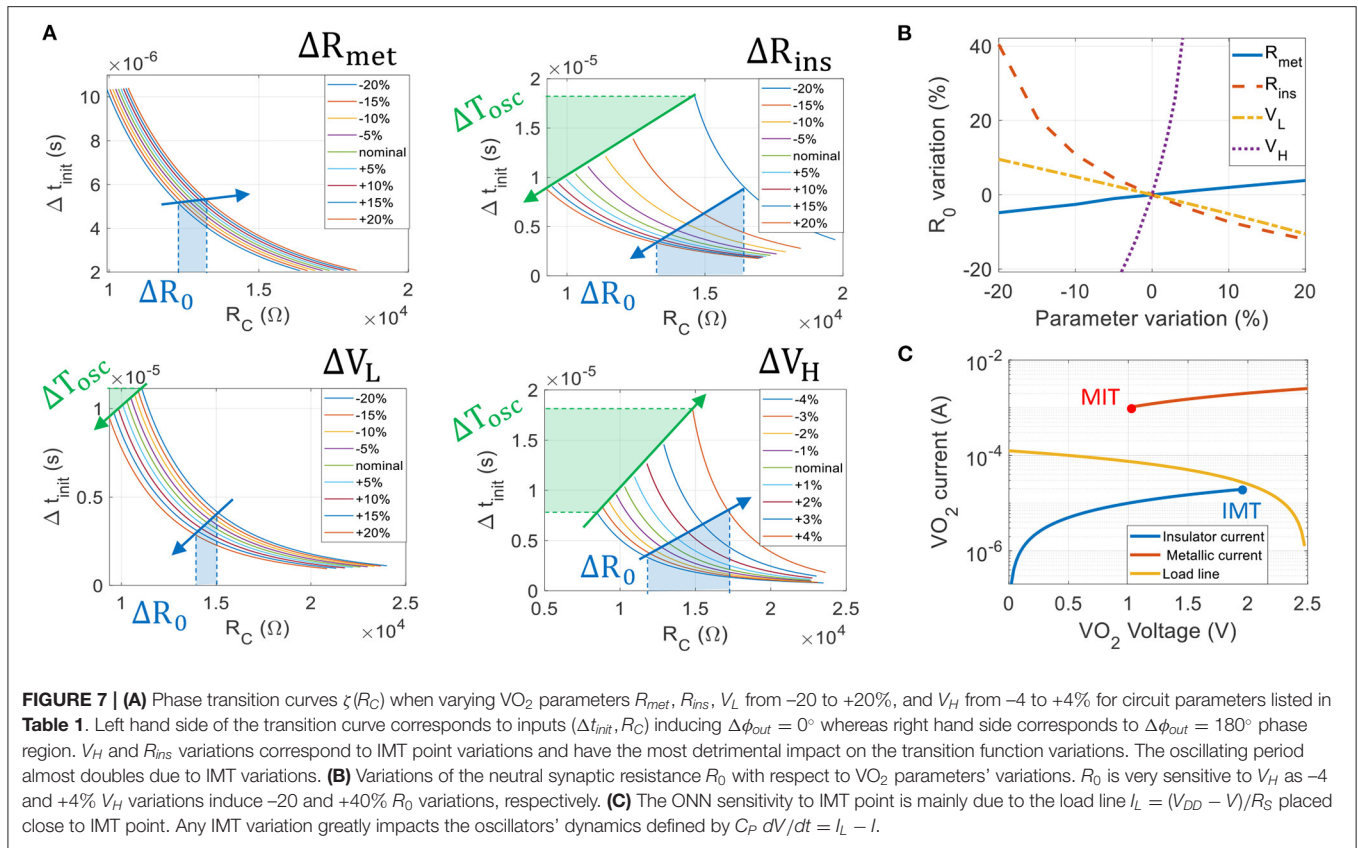 A
ΔR_met
× 10^-6
10
8
6
4
2
Δ t_init (s)
1
1.5
2
R_C (Ω)
× 10^4
ΔR_0
-20%
-15%
-10%
-5%
nominal
+5%
+10%
+15%
+20%
ΔR_ins
× 10^-5
ΔT_osc
2
1.5
1
0.5
0
Δ t_init (s)
1
1.5
2
R_C (Ω)
× 10^4
ΔR_0
-20%
-15%
-10%
-5%
nominal
+5%
+10%
+15%
+20%
ΔV_L
× 10^-5
ΔT_osc
1
0.5
0
Δ t_init (s)
1
1.5
2
2.5
R_C (Ω)
× 10^4
ΔR_0
-20%
-15%
-10%
-5%
nominal
+5%
+10%
+15%
+20%
ΔV_H
× 10^-5
ΔT_osc
2
1.5
1
0.5
0
Δ t_init (s)
0.5
1
1.5
2
2.5
R_C (Ω)
× 10^4
ΔR_0
-4%
-3%
-2%
-1%
nominal
+1%
+2%
+3%
+4%
B
R_0 variation (%)
40
20
0
-20
-20
-10
0
10
20
Parameter variation (%)
R_met
R_ins
V_L
V_H
C
VO_2 current (A)
10^-2
10^-4
10^-6
MIT
IMT
Insulator current
Metallic current
Load line
0
0.5
1
1.5
2
2.5
VO_2 Voltage (V)
FIGURE 7 | (A) Phase transition curves ζ(R_C) when varying VO_2 parameters R_met, R_ins, V_L from –20 to +20%, and V_H from –4 to +4% for circuit parameters listed in
Table 1. Left hand side of the transition curve corresponds to inputs (Δt_init, R_C) inducing Δϕ_out = 0° whereas right hand side corresponds to Δϕ_out = 180° phase
region. V_H and R_ins variations correspond to IMT point variations and have the most detrimental impact on the transition function variations. The oscillating period
almost doubles due to IMT variations. (B) Variations of the neutral synaptic resistance R_0 with respect to VO_2 parameters' variations. R_0 is very sensitive to V_H as –4
and +4% V_H variations induce –20 and +40% R_0 variations, respectively. (C) The ONN sensitivity to IMT point is mainly due to the load line I_L = (V_DD − V)/R_S placed
close to IMT point. Any IMT variation greatly impacts the oscillators' dynamics defined by C_P dV/dt = I_L − I.